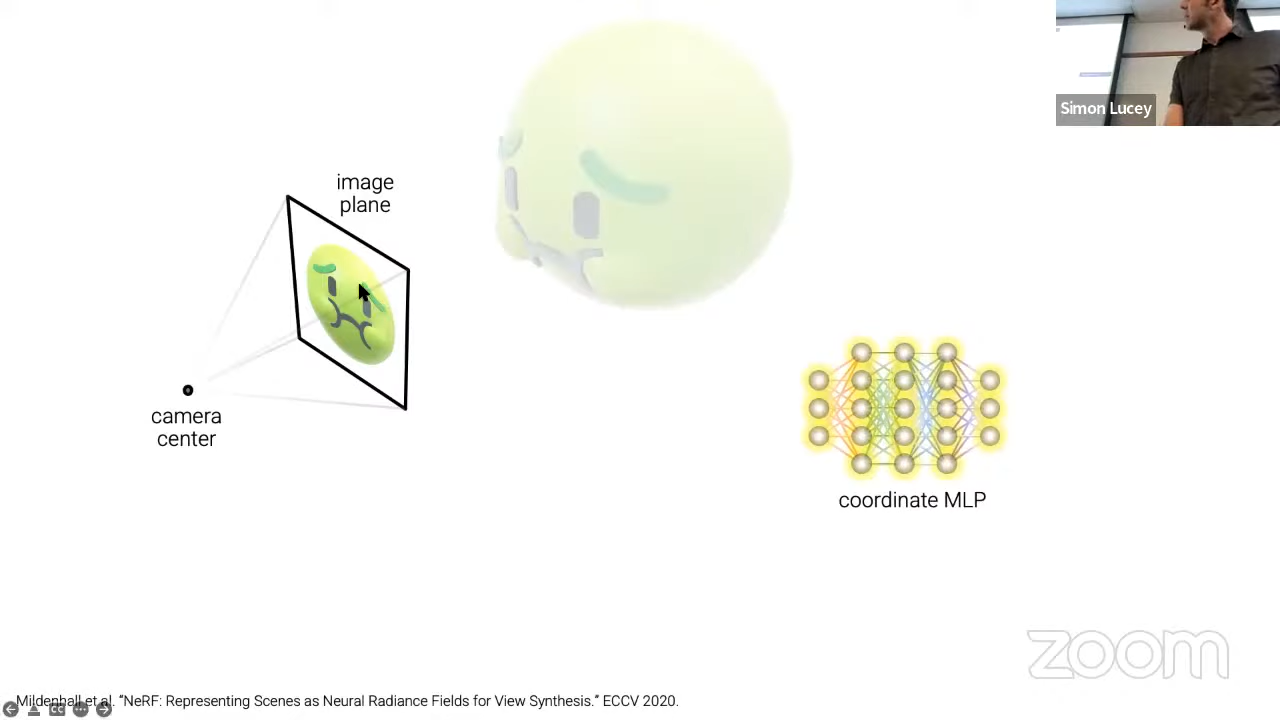 Simon Lucey
image
plane
camera
center
coordinate MLP
zoom
Mildenhall et al. “NeRF: Representing Scenes as Neural Radiance Fields for View Synthesis.” ECCV 2020.
CC